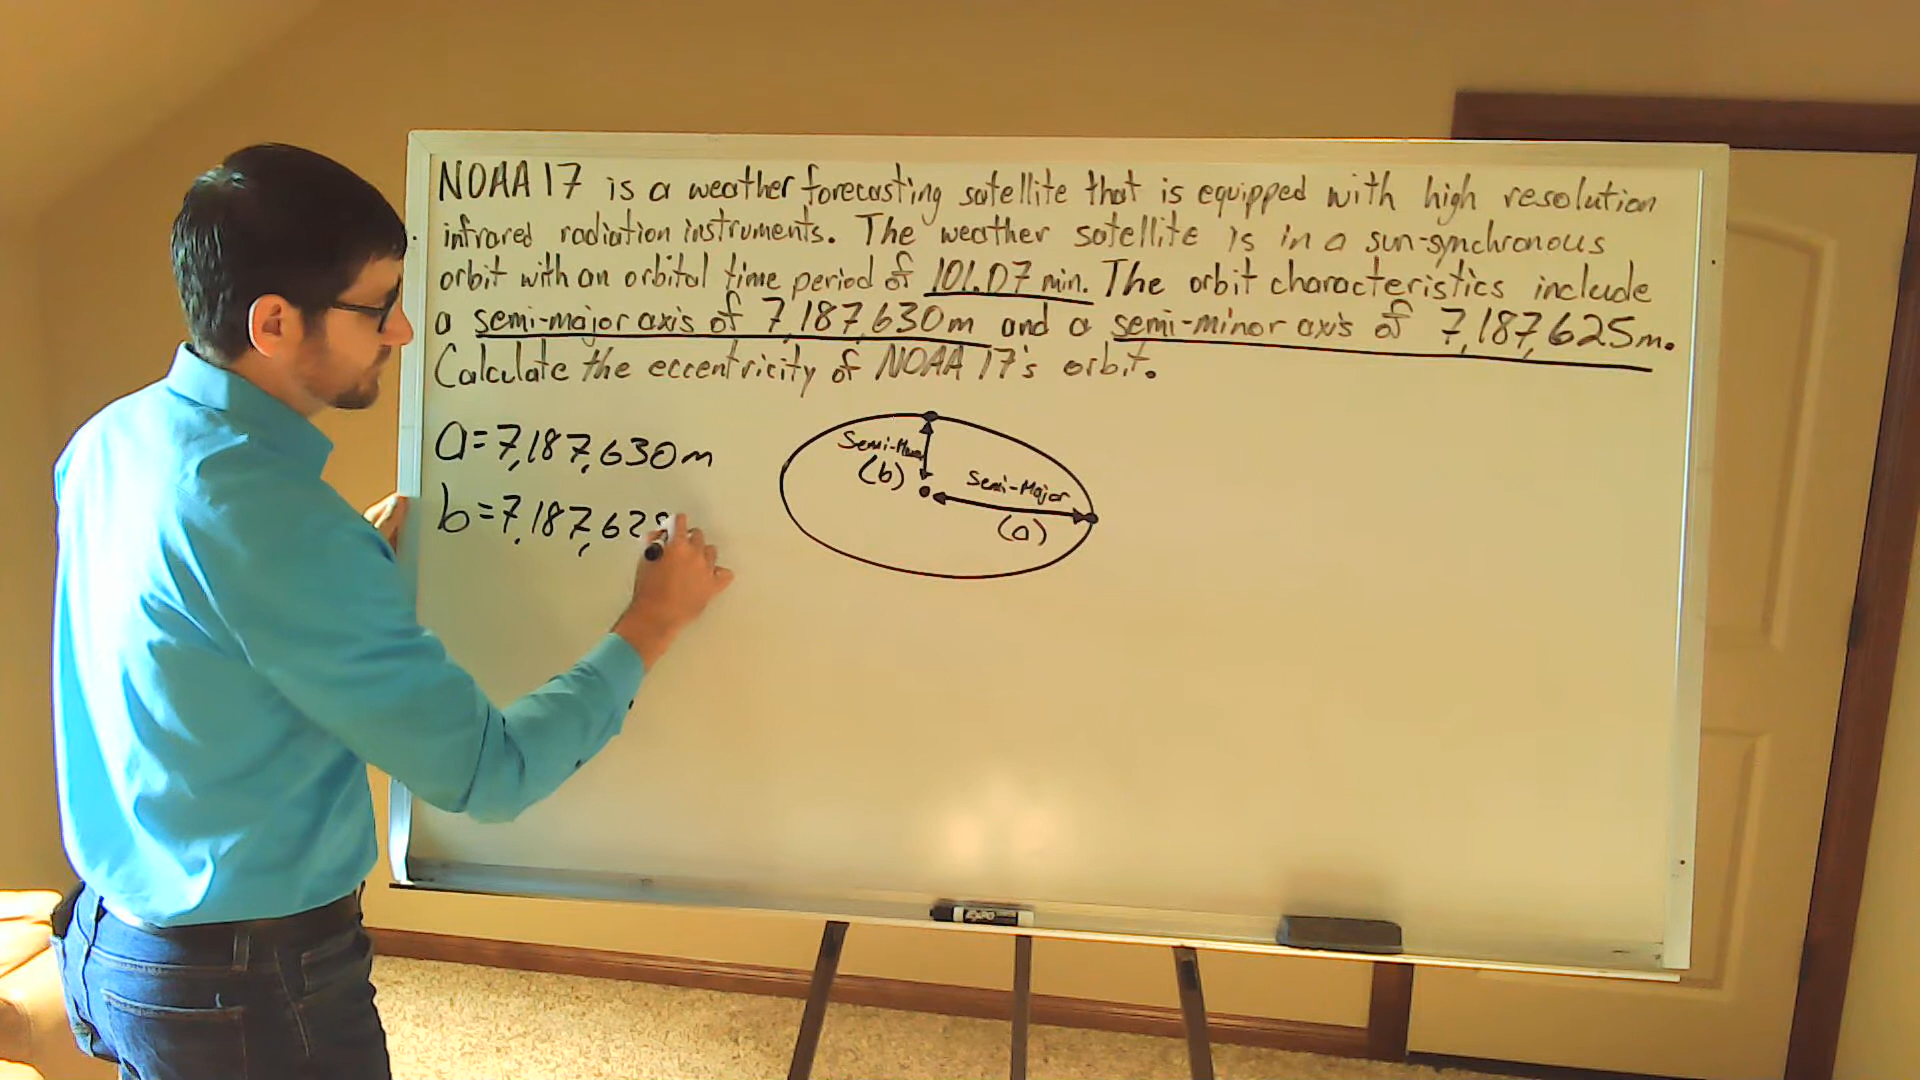 NOAA 17 is a weather forecasting satellite that is equipped with high resolution
infrared radiation instruments. The weather satellite is in a sun-synchronous
orbit with an orbital time period of 101.07 min. The orbit characteristics include
a semi-major axis of 7,187,630m and a semi-minor axis of 7,187,625m.
Calculate the eccentricity of NOAA 17's orbit.
a=7,187,630m
b=7,187,62
Semi-
(b)
Semi-Major
(a)